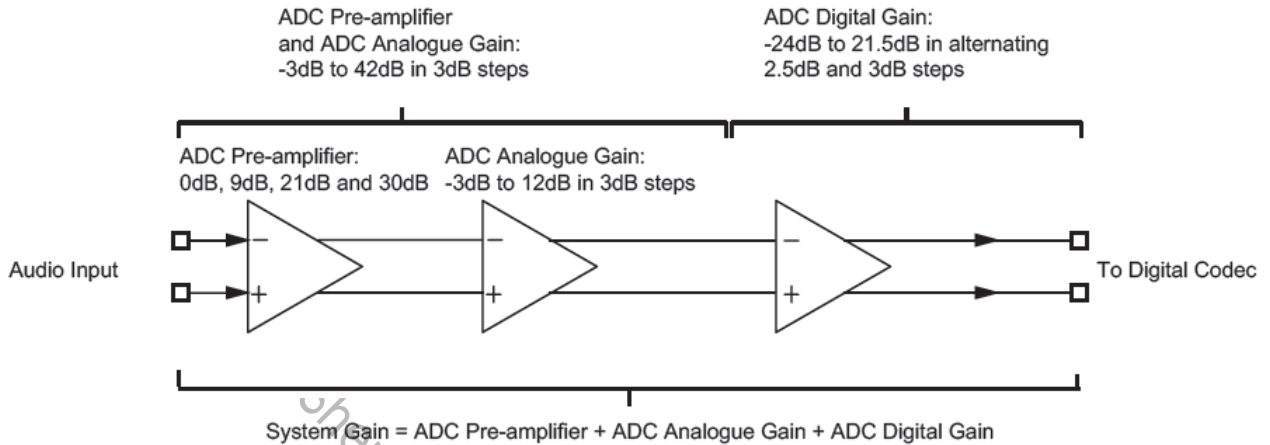 ADC Pre-amplifier
and ADC Analogue Gain:
-3dB to 42dB in 3dB steps
ADC Digital Gain:
-24dB to 21.5dB in alternating
2.5dB and 3dB steps
ADC Pre-amplifier:
0dB, 9dB, 21dB and 30dB
ADC Analogue Gain:
-3dB to 12dB in 3dB steps
Audio Input
−
+
−
+
−
+
To Digital Codec
System Gain = ADC Pre-amplifier + ADC Analogue Gain + ADC Digital Gain